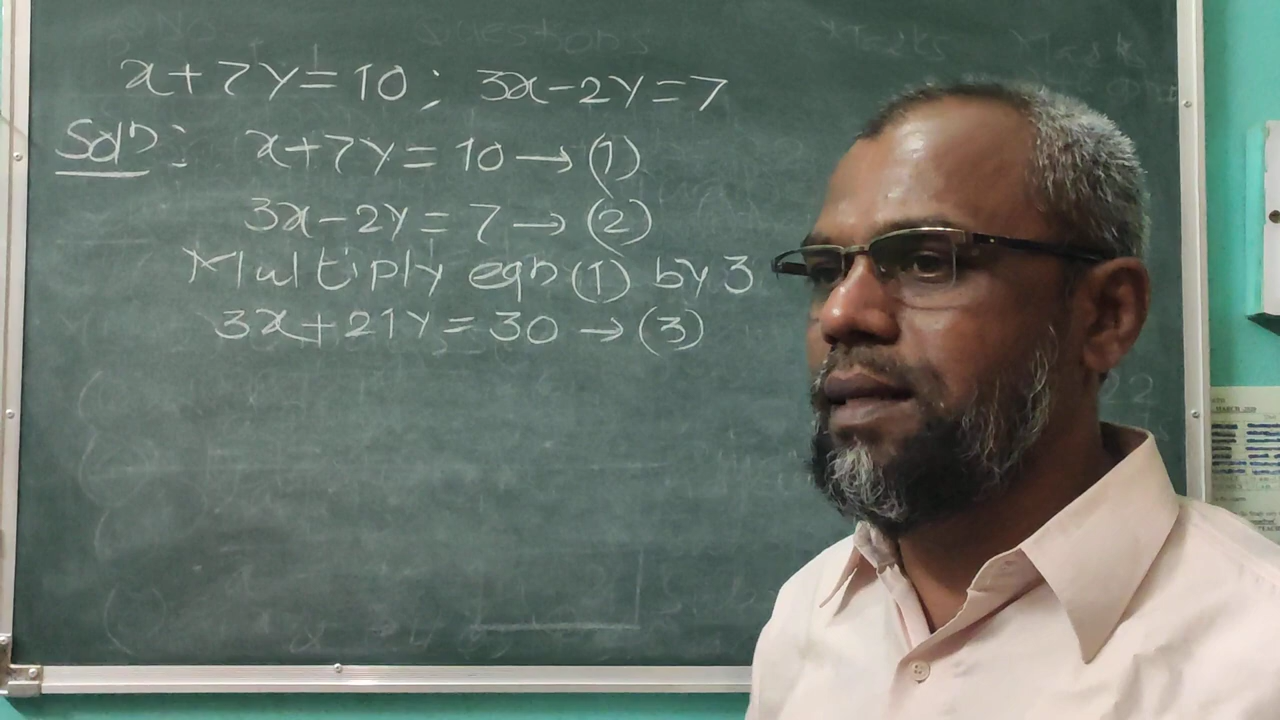 x+7y=10; 3x-2y=7
Soln: x+7y=10→(1)
3x-2y=7→(2)
Multiply eqn (1) by 3
3x+21y=30→(3)
MARCH